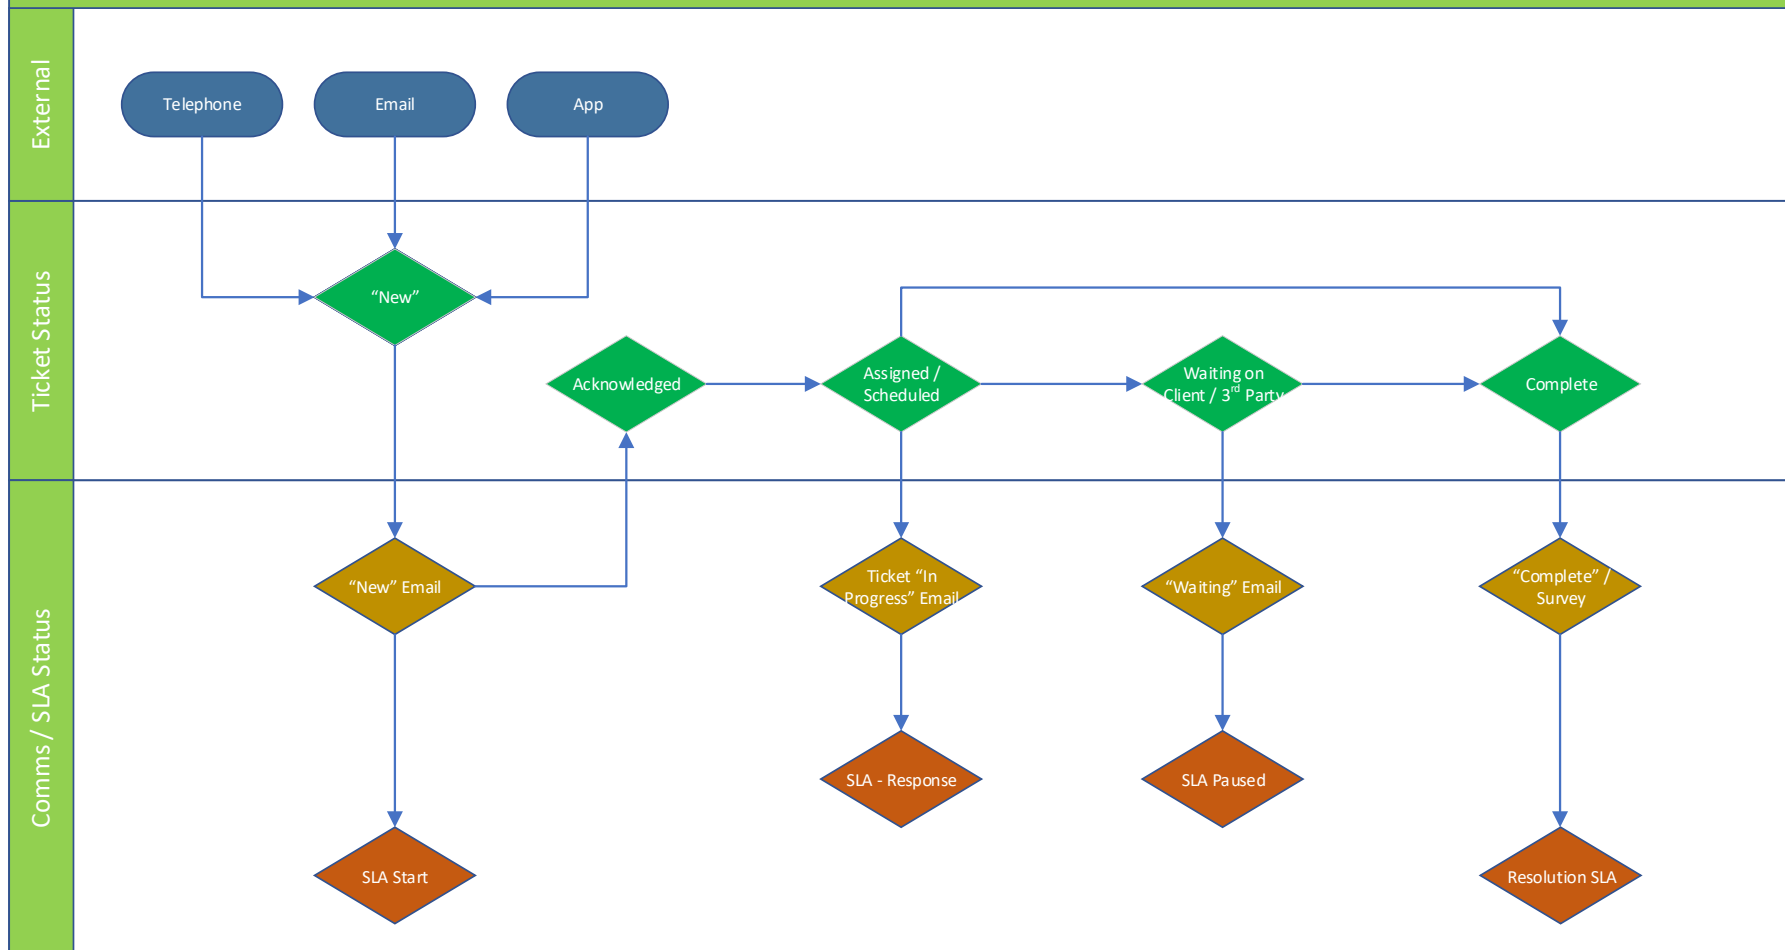 External
Telephone
Email
App
Ticket Status
“New”
Acknowledged
Assigned /
Scheduled
Waiting on
Client / 3rd Party
Complete
Comms / SLA Status
“New” Email
Ticket “In
Progress” Email
“Waiting” Email
“Complete” /
Survey
SLA - Response
SLA Paused
SLA Start
Resolution SLA